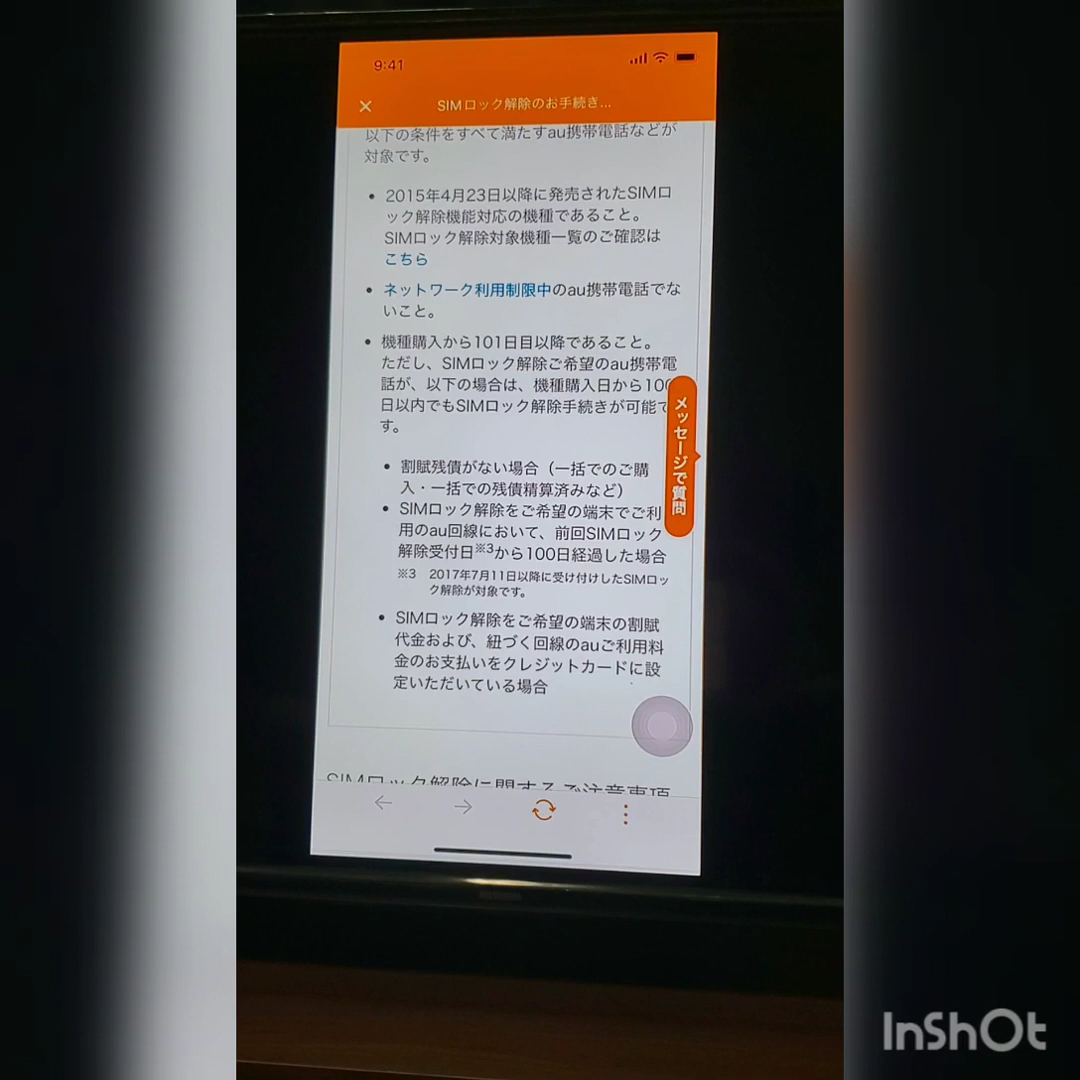 9:41
SIMロック解除のお手続き...
以下の条件をすべて満たすau携帯電話などが
対象です。
• 2015年4月23日以降に発売されたSIMロ
ック解除機能対応の機種であること。
SIMロック解除対象機種一覧のご確認は
こちら
• ネットワーク利用制限中のau携帯電話でな
いこと。
• 機種購入から101日目以降であること。
ただし、SIMロック解除ご希望のau携帯電
話が、以下の場合は、機種購入日から100
日以内でもSIMロック解除手続きが可能で
す。
• 割賦残債がない場合（一括でのご購
入・一括での残債精算済みなど）
• SIMロック解除をご希望の端末でご利
用のau回線において、前回SIMロック
解除受付日※3から100日経過した場合
※3 2017年7月11日以降に受け付けしたSIMロッ
ク解除が対象です。
• SIMロック解除をご希望の端末の割賦
代金および、紐づく回線のauご利用料
金のお支払いをクレジットカードに設
定いただいている場合
メッセージで質問
SIMロック解除に関するご注意事項
InShOt